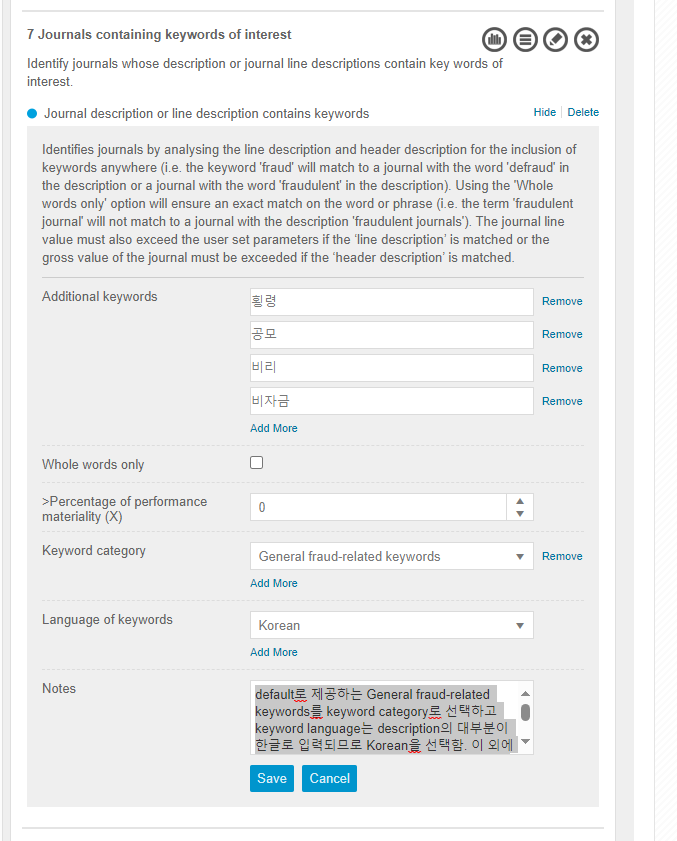 7 Journals containing keywords of interest
Identify journals whose description or journal line descriptions contain key words of
interest.
Journal description or line description contains keywords
Hide Delete
Identifies journals by analysing the line description and header description for the inclusion of
keywords anywhere (i.e. the keyword 'fraud' will match to a journal with the word 'defraud' in
the description or a journal with the word 'fraudulent' in the description). Using the 'Whole
words only' option will ensure an exact match on the word or phrase (i.e. the term 'fraudulent
journal' will not match to a journal with the description 'fraudulent journals'). The journal line
value must also exceed the user set parameters if the ‘line description’ is matched or the
gross value of the journal must be exceeded if the ‘header description’ is matched.
Additional keywords
횡령 Remove
공모 Remove
비리 Remove
비자금 Remove
Add More
Whole words only
>Percentage of performance
materiality (X)
0
Keyword category
General fraud-related keywords Remove
Add More
Language of keywords
Korean
Add More
Notes
default로 제공하는 General fraud-related
keywords를 keyword category로 선택하고
keyword language는 description의 대부분이
한글로 입력되므로 Korean을 선택함. 이 외에
Save Cancel